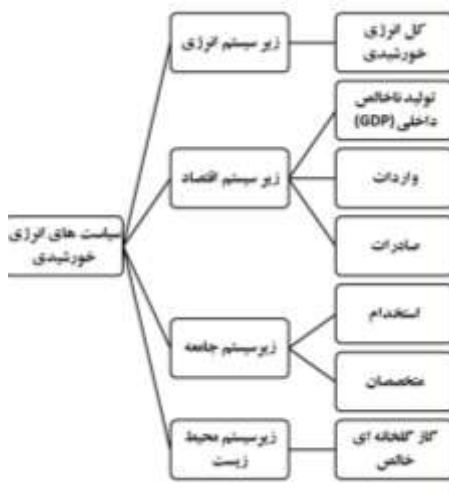 کل انرژی
خورشیدی
زیر سیستم انرژی
تولید ناخالص
داخلی (GDP)
زیر سیستم اقتصاد
واردات
صادرات
سیاست های انرژی
خورشیدی
استخدام
زیرسیستم جامعه
متخصصان
زیرسیستم محیط
زیست
گاز گلخانه ای
خالص